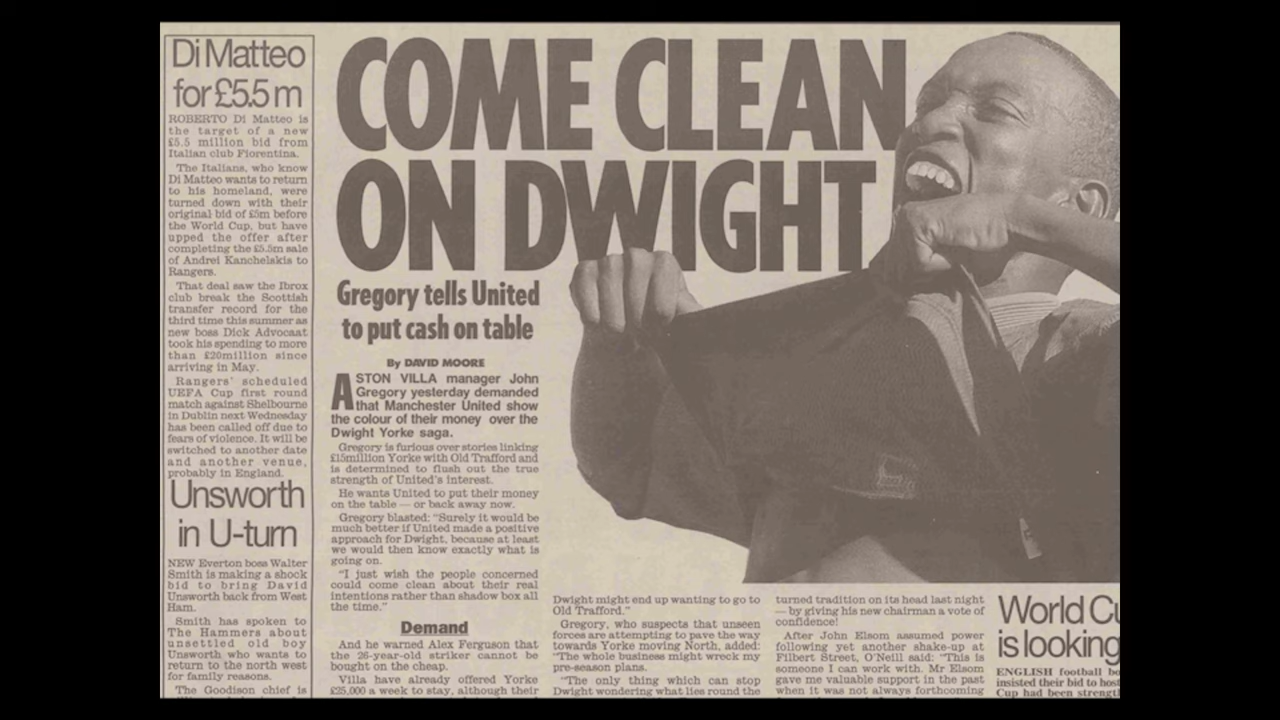 Di Matteo
for £5.5m
ROBERTO Di Matteo is
the target of a new
£5.5 million bid from
Italian club Fiorentina.
The Italians, who know
Di Matteo wants to return
to his homeland, were
turned down with their
original bid of £5m before
the World Cup, but have
upped the offer after
completing the £5.5m sale
of Andrei Kanchelskis to
Rangers.
That deal saw the Ibrox
club break the Scottish
transfer record for the
third time this summer as
new boss Dick Advocaat
took his spending to more
than £20million since
arriving in May.
Rangers' scheduled
UEFA Cup first round
match against Shelbourne
in Dublin next Wednesday
has been called off due to
fears of violence. It will be
switched to another date
and another venue,
probably in England.
Unsworth
in U-turn
NEW Everton boss Walter
Smith is making a shock
bid to bring David
Unsworth back from West
Ham.
Smith has spoken to
The Hammers about
unsettled old boy
Unsworth who wants to
return to the north west
for family reasons.
The Goodison chief is
COME CLEAN
ON DWIGHT
Gregory tells United
to put cash on table
By DAVID MOORE
ASTON VILLA manager John
Gregory yesterday demanded
that Manchester United show
the colour of their money over the
Dwight Yorke saga.
Gregory is furious over stories linking
£15million Yorke with Old Trafford and
is determined to flush out the true
strength of United's interest.
He wants United to put their money
on the table — or back away now.
Gregory blasted: "Surely it would be
much better if United made a positive
approach for Dwight, because at least
we would then know exactly what is
going on.
"I just wish the people concerned
could come clean about their real
intentions rather than shadow box all
the time."
Demand
And he warned Alex Ferguson that
the 26-year-old striker cannot be
bought on the cheap.
Villa have already offered Yorke
£25,000 a week to stay, although their
Dwight might end up wanting to go to
Old Trafford."
Gregory, who suspects that unseen
forces are attempting to pave the way
towards Yorke moving North, added:
"The whole business might wreck my
pre-season plans.
"The only thing which can stop
Dwight wondering what lies round the
turned tradition on its head last night
— by giving his new chairman a vote of
confidence!
After John Elsom assumed power
following yet another shake-up at
Filbert Street, O'Neill said: "This is
someone I can work with. Mr Elsom
gave me valuable support in the past
when it was not always forthcoming
World Cu
is looking
ENGLISH football bo
insisted their bid to host
Cup had been strengt